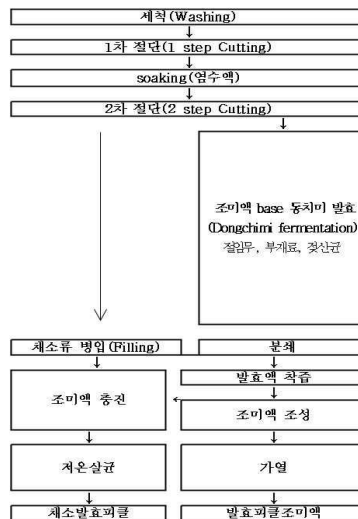 세척(Washing)
1차 절단(1 step Cutting)
soaking(염수액)
2차 절단(2 step Cutting)
조미액 base 동치미 발효
(Dongchimi fermentation)
절임무, 부재료, 젖산균
채소류 병입(Filling)
분쇄
발효액 착즙
조미액 충진
조미액 조성
저온살균
가열
채소발효피클
발효피클조미액